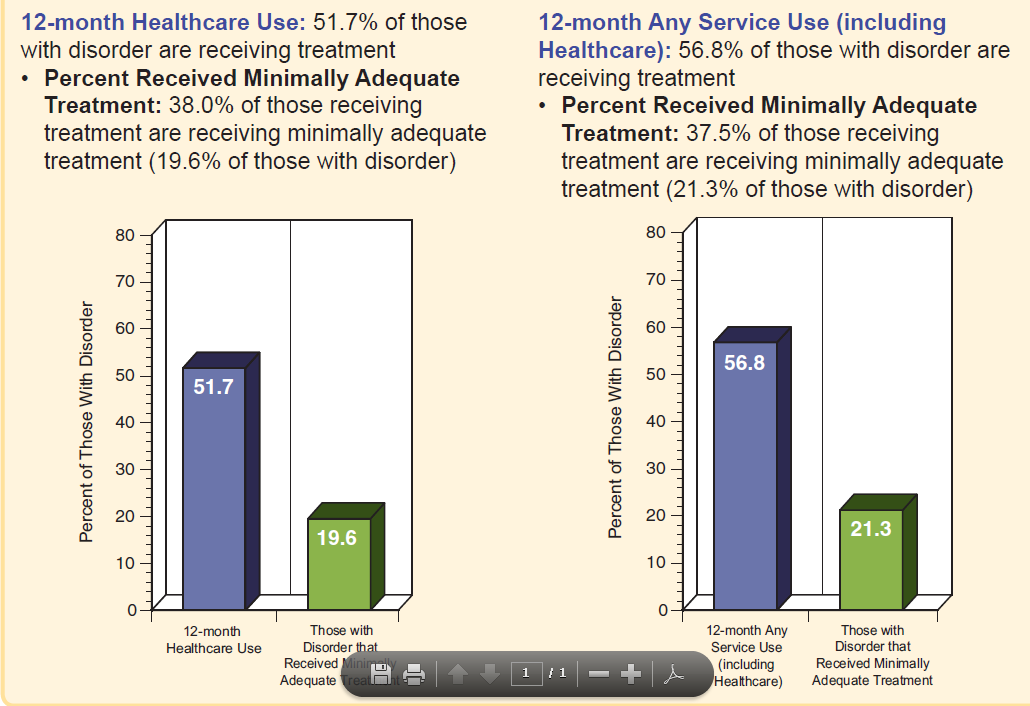 12-month Healthcare Use: 51.7% of those
with disorder are receiving treatment
• Percent Received Minimally Adequate
Treatment: 38.0% of those receiving
treatment are receiving minimally adequate
treatment (19.6% of those with disorder)
80
70
60
50
40
30
20
10
0
Percent of Those With Disorder
51.7
19.6
12-month
Healthcare Use
Those with
Disorder that
Received Minimally
Adequate Treatment
12-month Any Service Use (including
Healthcare): 56.8% of those with disorder are
receiving treatment
• Percent Received Minimally Adequate
Treatment: 37.5% of those receiving
treatment are receiving minimally adequate
treatment (21.3% of those with disorder)
80
70
60
50
40
30
20
10
0
Percent of Those With Disorder
56.8
21.3
12-month Any
Service Use
(including
Healthcare)
Those with
Disorder that
Received Minimally
Adequate Treatment
1 / 1